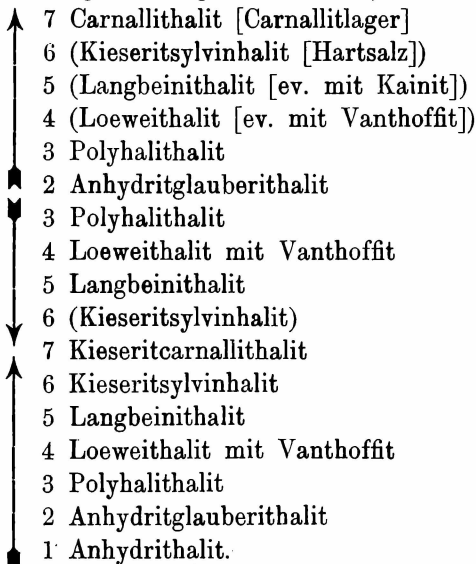 7 Carnallithalit [Carnallitlager]
6 (Kieseritsylvinhalit [Hartsalz])
5 (Langbeinithalit [ev. mit Kainit])
4 (Loeweithalit [ev. mit Vanthoffit])
3 Polyhalithalit
2 Anhydritglauberithalit
3 Polyhalithalit
4 Loeweithalit mit Vanthoffit
5 Langbeinithalit
6 (Kieseritsylvinhalit)
7 Kieseritcarnallithalit
6 Kieseritsylvinhalit
5 Langbeinithalit
4 Loeweithalit mit Vanthoffit
3 Polyhalithalit
2 Anhydritglauberithalit
1 Anhydrithalit.